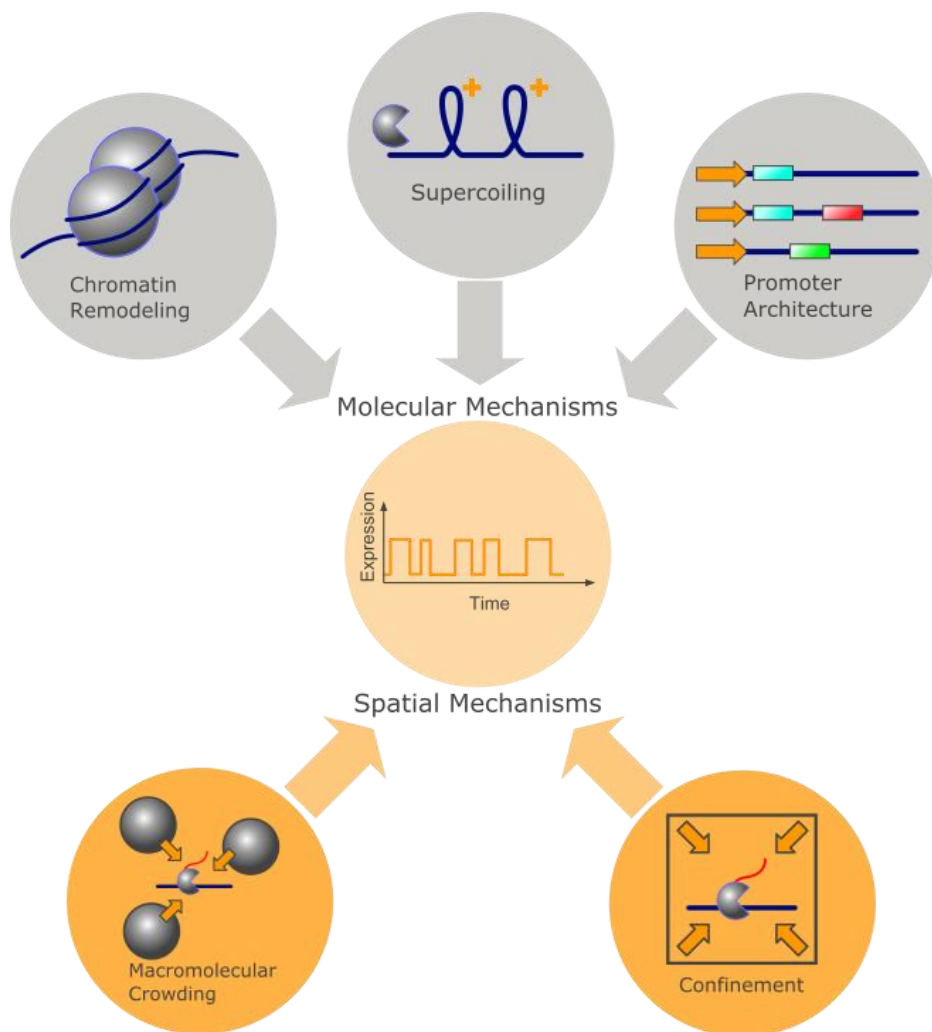 Supercoiling
+ +
Chromatin
Remodeling
Promoter
Architecture
Molecular Mechanisms
Expression
Time
Spatial Mechanisms
Macromolecular
Crowding
Confinement